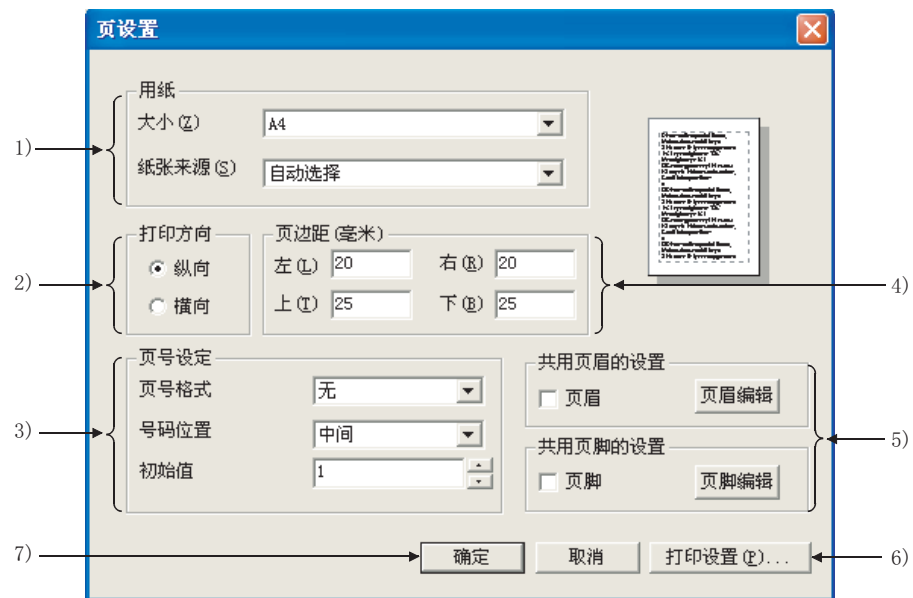 页设置
用纸
大小(Z) A4
1)
纸张来源(S) 自动选择
打印方向
纵向
横向
2)
页边距(毫米)
左(L) 20 右(R) 20
上(T) 25 下(B) 25
4)
页号设定
页号格式 无
3)
号码位置 中间
初始值 1
共用页眉的设置
页眉 页眉编辑
5)
共用页脚的设置
页脚 页脚编辑
7)
确定 取消 打印设置(P)...
6)